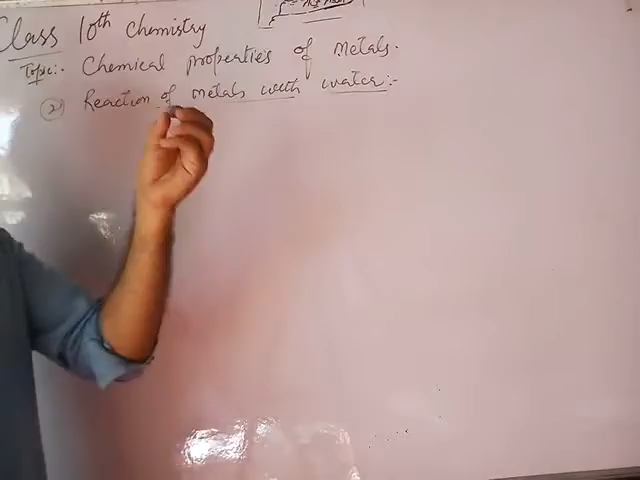 Class 10th Chemistry
Topic:- Chemical properties of Metals.
(2) Reaction of metals with water:-